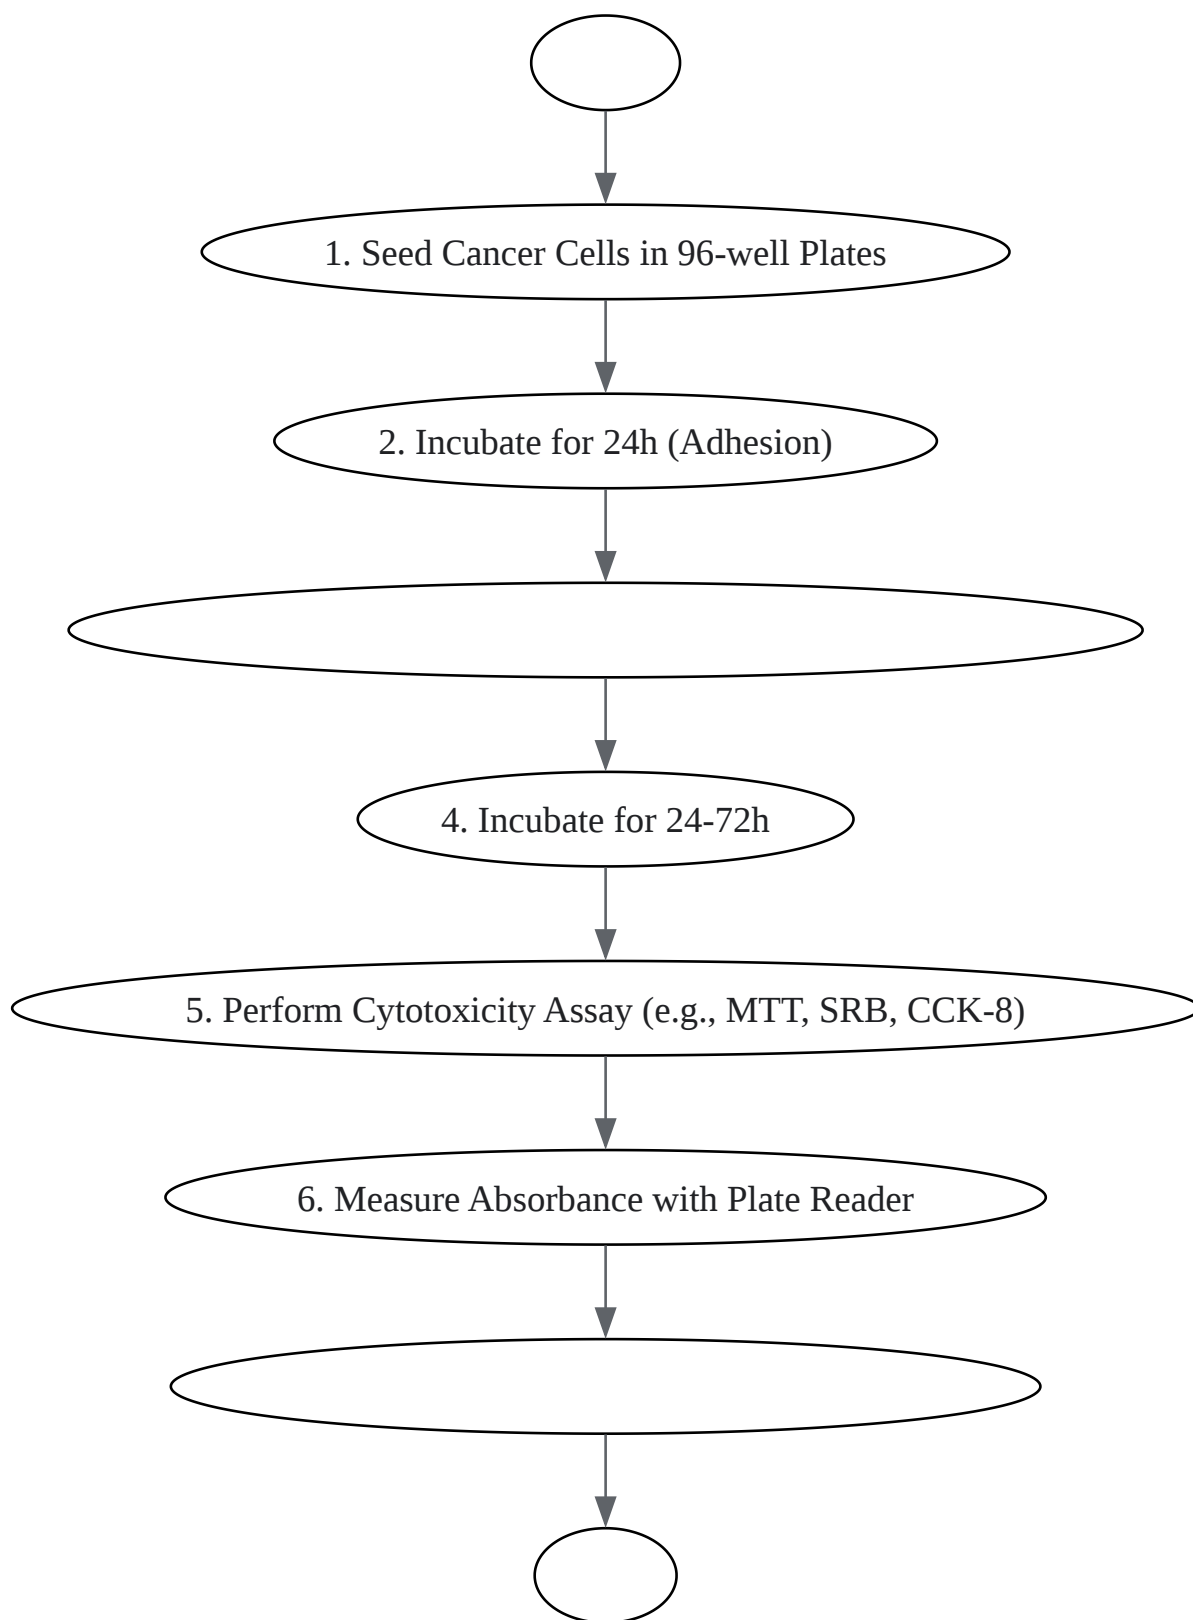 1. Seed Cancer Cells in 96-well Plates
2. Incubate for 24h (Adhesion)
4. Incubate for 24-72h
5. Perform Cytotoxicity Assay (e.g., MTT, SRB, CCK-8)
6. Measure Absorbance with Plate Reader